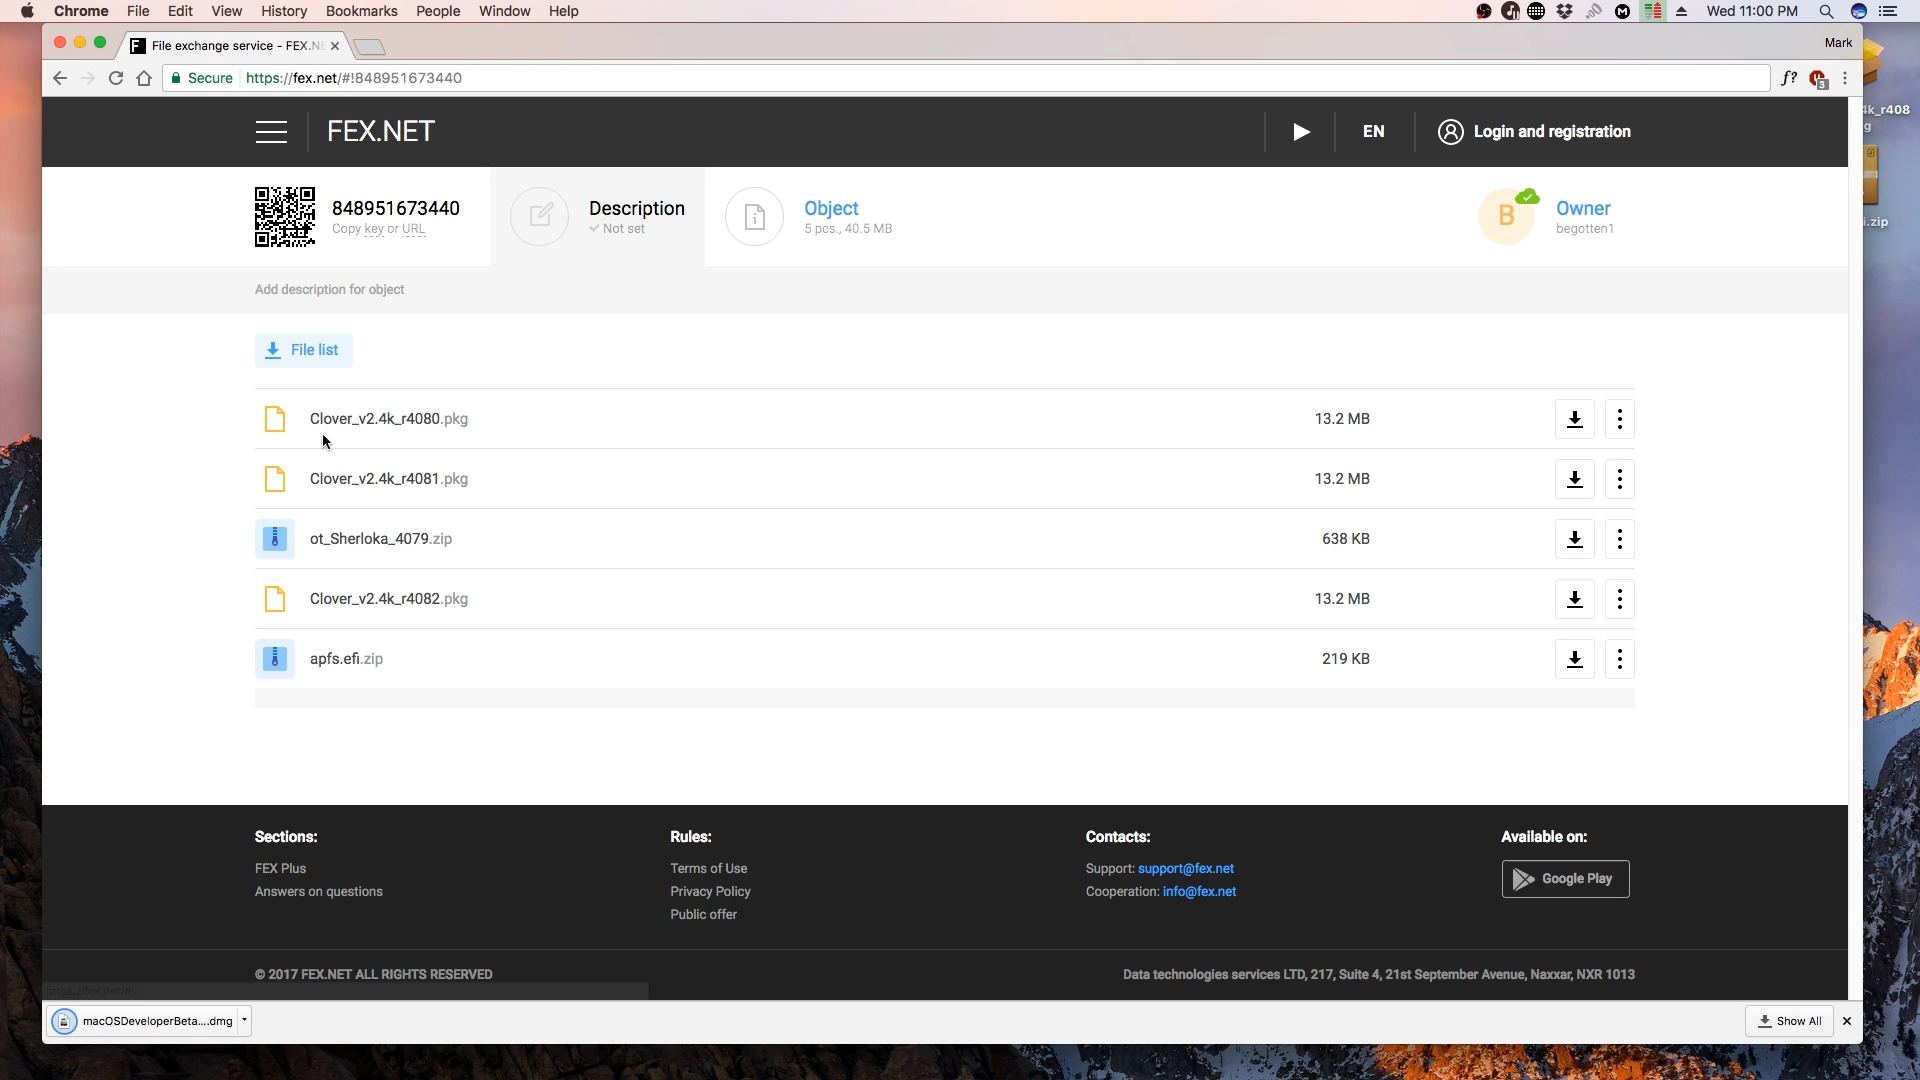 Chrome File Edit View History Bookmarks People Window Help Wed 11:00 PM
File exchange service - FEX.NE
Mark
Secure https://fex.net/#!848951673440 f?
3
4k_r408
g
FEX.NET EN Login and registration
848951673440
Copy key or URL
Description
Not set
Object
5 pcs., 40.5 MB
B
Owner
begotten1
i.zip
Add description for object
File list
Clover_v2.4k_r4080.pkg 13.2 MB
Clover_v2.4k_r4081.pkg 13.2 MB
ot_Sherloka_4079.zip 638 KB
Clover_v2.4k_r4082.pkg 13.2 MB
apfs.efi.zip 219 KB
Sections:
FEX Plus
Answers on questions
Rules:
Terms of Use
Privacy Policy
Public offer
Contacts:
Support: support@fex.net
Cooperation: info@fex.net
Available on:
Google Play
© 2017 FEX.NET ALL RIGHTS RESERVED
Data technologies services LTD, 217, Suite 4, 21st September Avenue, Naxxar, NXR 1013
macOSDeveloperBeta....dmg
Show All